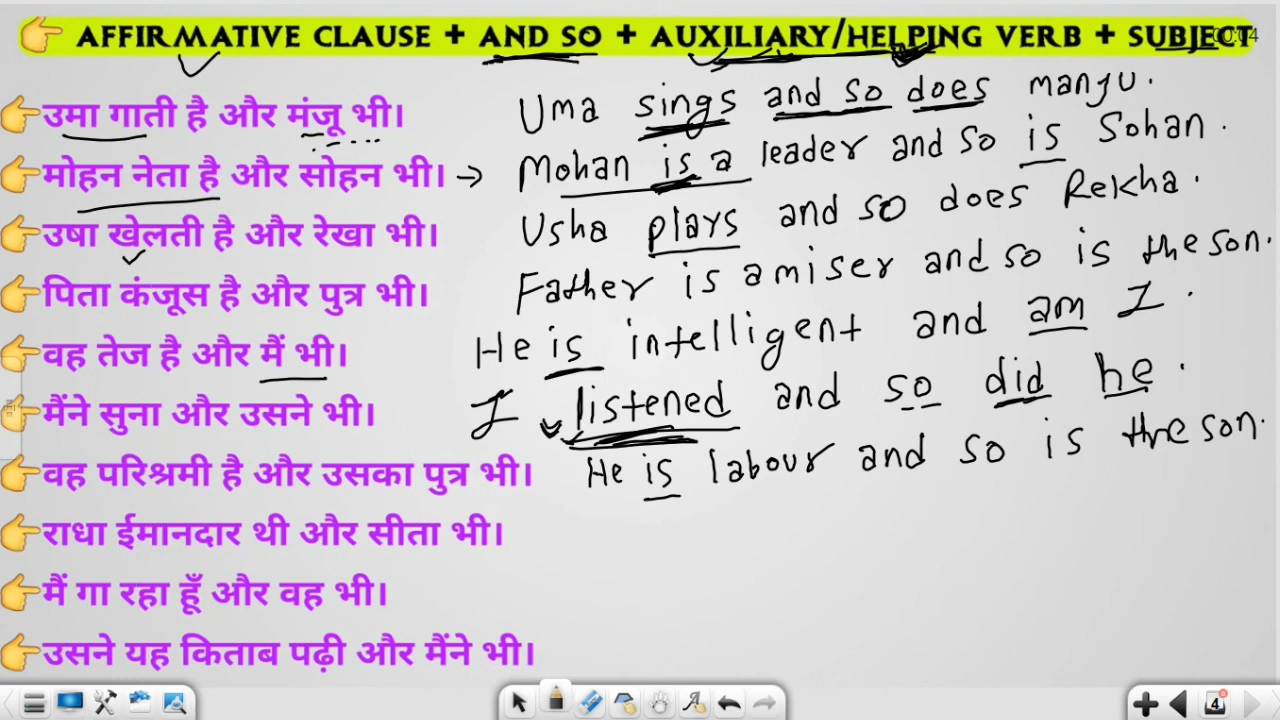 👉 AFFIRMATIVE CLAUSE + AND SO + AUXILIARY/HELPING VERB + SUBJECT
👉उमा गाती है और मंजू भी। Uma sings and so does manju.
👉मोहन नेता है और सोहन भी। → Mohan is a leader and so is Sohan.
👉उषा खेलती है और रेखा भी। Usha plays and so does Rekha.
👉पिता कंजूस है और पुत्र भी। Father is a miser and so is the son.
👉वह तेज है और मैं भी। He is intelligent and am I.
👉मैंने सुना और उसने भी। I listened and so did he.
👉वह परिश्रमी है और उसका पुत्र भी। He is labour and so is the son.
👉राधा ईमानदार थी और सीता भी।
👉मैं गा रहा हूँ और वह भी।
👉उसने यह किताब पढ़ी और मैंने भी।
4